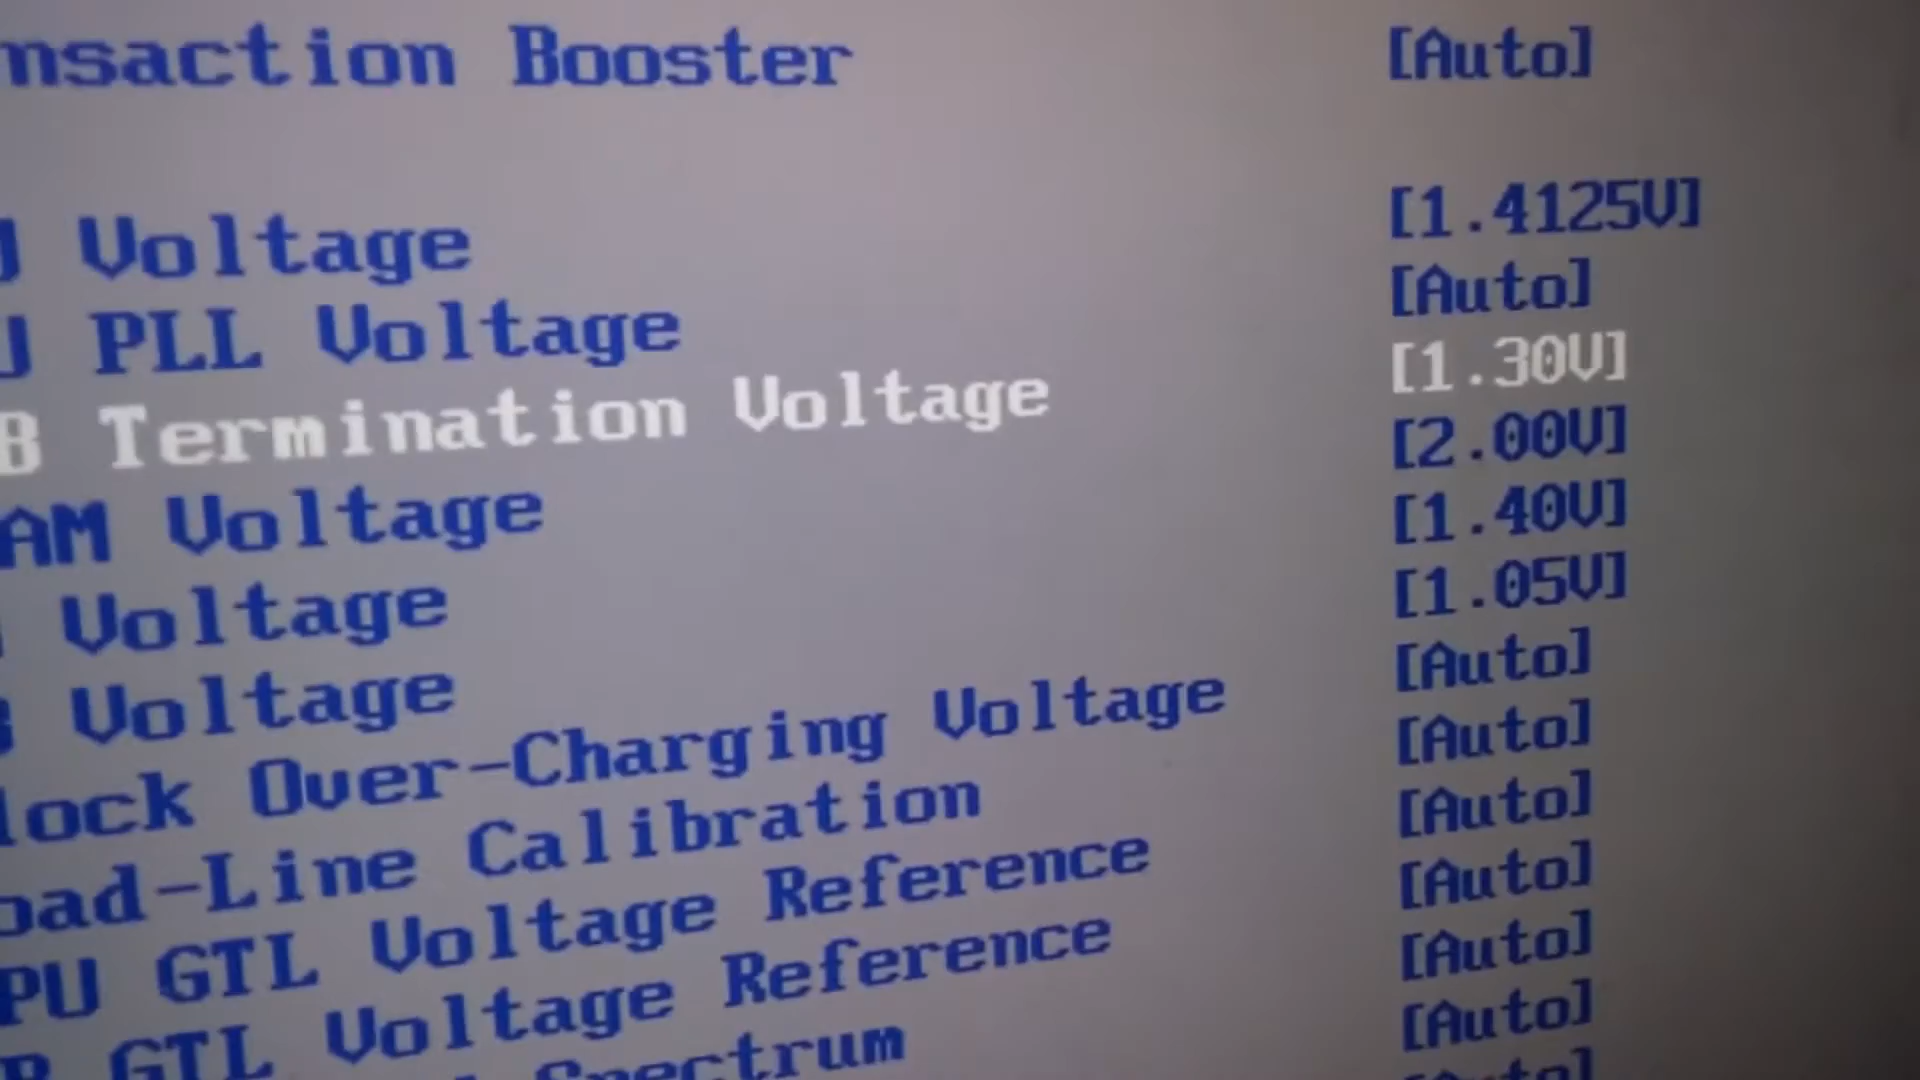 nsaction Booster [Auto]
Voltage [1.4125V]
PLL Voltage [Auto]
B Termination Voltage [1.30V]
AM Voltage [2.00V]
Voltage [1.40V]
Voltage [1.05V]
lock Over-Charging Voltage [Auto]
oad-Line Calibration [Auto]
PU GTL Voltage Reference [Auto]
GTL Voltage Reference [Auto]
Spectrum [Auto]
[Auto]